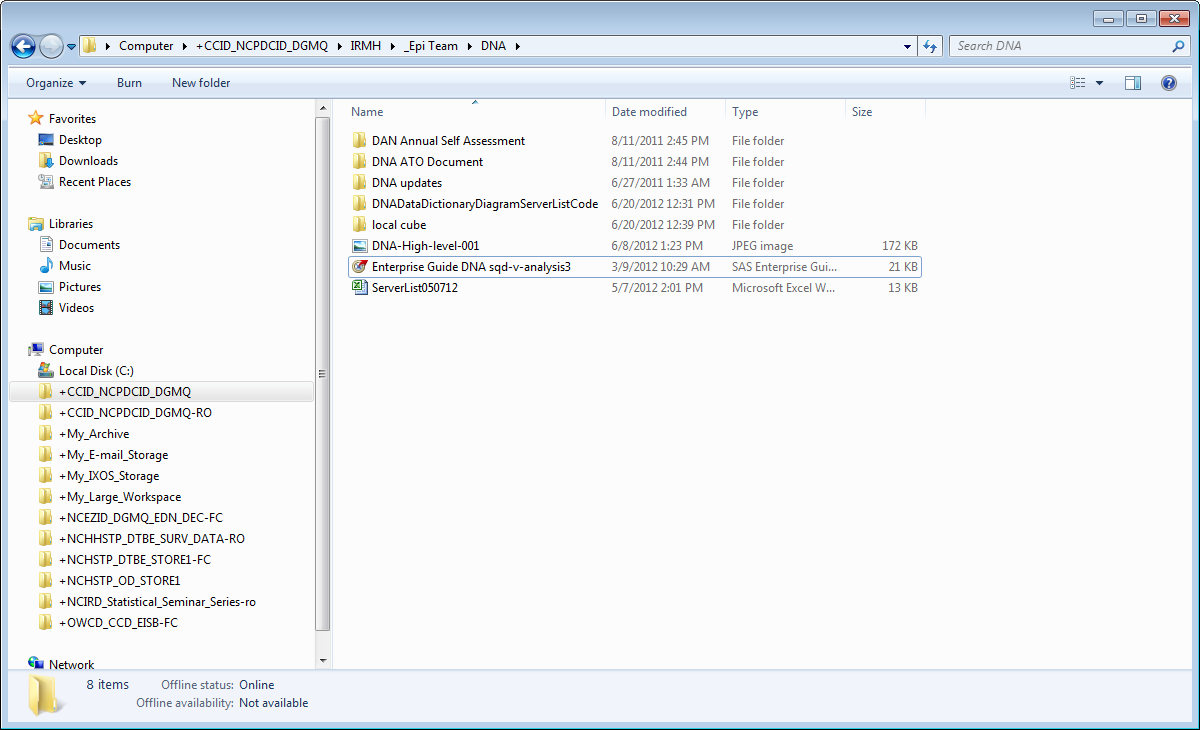 Computer +CCID_NCPDCID_DGMQ IRMH _Epi Team DNA Search DNA
Organize Burn New folder
Favorites
Desktop
Downloads
Recent Places
Libraries
Documents
Music
Pictures
Videos
Computer
Local Disk (C:)
+CCID_NCPDCID_DGMQ
+CCID_NCPDCID_DGMQ-RO
+My_Archive
+My_E-mail_Storage
+My_IXOS_Storage
+My_Large_Workspace
+NCEZID_DGMQ_EDN_DEC-FC
+NCHHSTP_DTBE_SURV_DATA-RO
+NCHSTP_DTBE_STORE1-FC
+NCHSTP_OD_STORE1
+NCIRD_Statistical_Seminar_Series-ro
+OWCD_CCD_EISB-FC
Network
Name Date modified Type Size
DAN Annual Self Assessment 8/11/2011 2:45 PM File folder
DNA ATO Document 8/11/2011 2:44 PM File folder
DNA updates 6/27/2011 1:33 AM File folder
DNADataDictionaryDiagramServerListCode 6/20/2012 12:31 PM File folder
local cube 6/20/2012 12:39 PM File folder
DNA-High-level-001 6/8/2012 1:23 PM JPEG image 172 KB
Enterprise Guide DNA sqd-v-analysis3 3/9/2012 10:29 AM SAS Enterprise Gui... 21 KB
ServerList050712 5/7/2012 2:01 PM Microsoft Excel W... 13 KB
8 items Offline status: Online
Offline availability: Not available